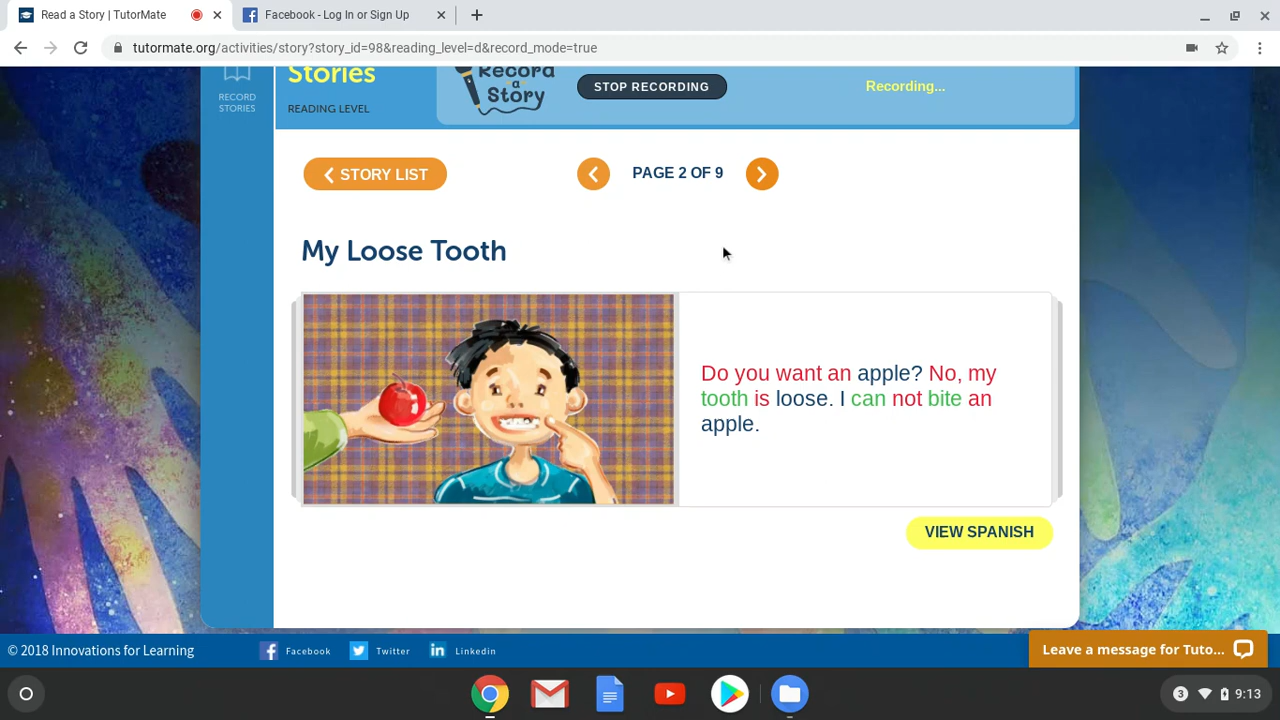 Read a Story | TutorMate
Facebook - Log In or Sign Up
tutormate.org/activities/story?story_id=98&reading_level=d&record_mode=true
RECORD
STORIES
Stories
READING LEVEL
Record
a
Story
STOP RECORDING
Recording...
STORY LIST
PAGE 2 OF 9
My Loose Tooth
Do you want an apple? No, my
tooth is loose. I can not bite an
apple.
VIEW SPANISH
© 2018 Innovations for Learning
Facebook
Twitter
Linkedin
Leave a message for Tuto...
3
9:13